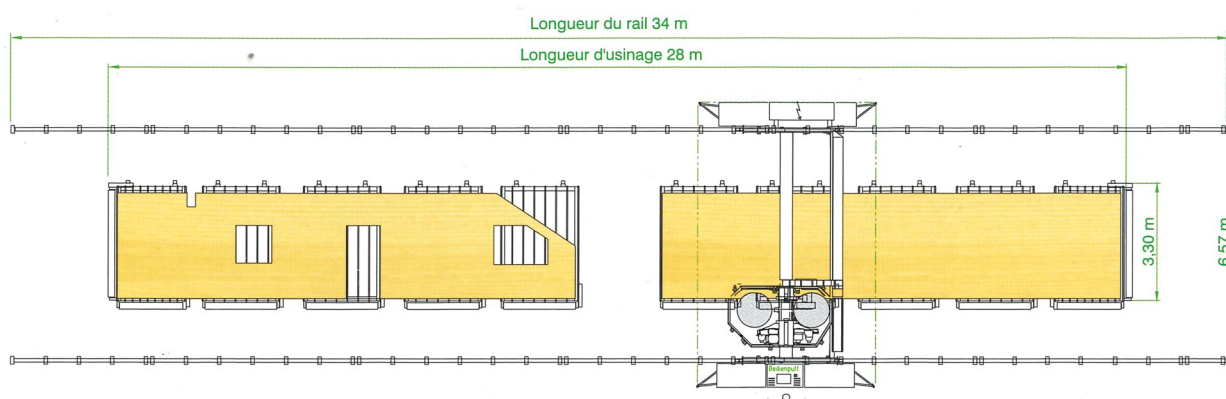 Longueur du rail 34 m
Longueur d'usinage 28 m
3,30 m
6,57 m
Bedienpult